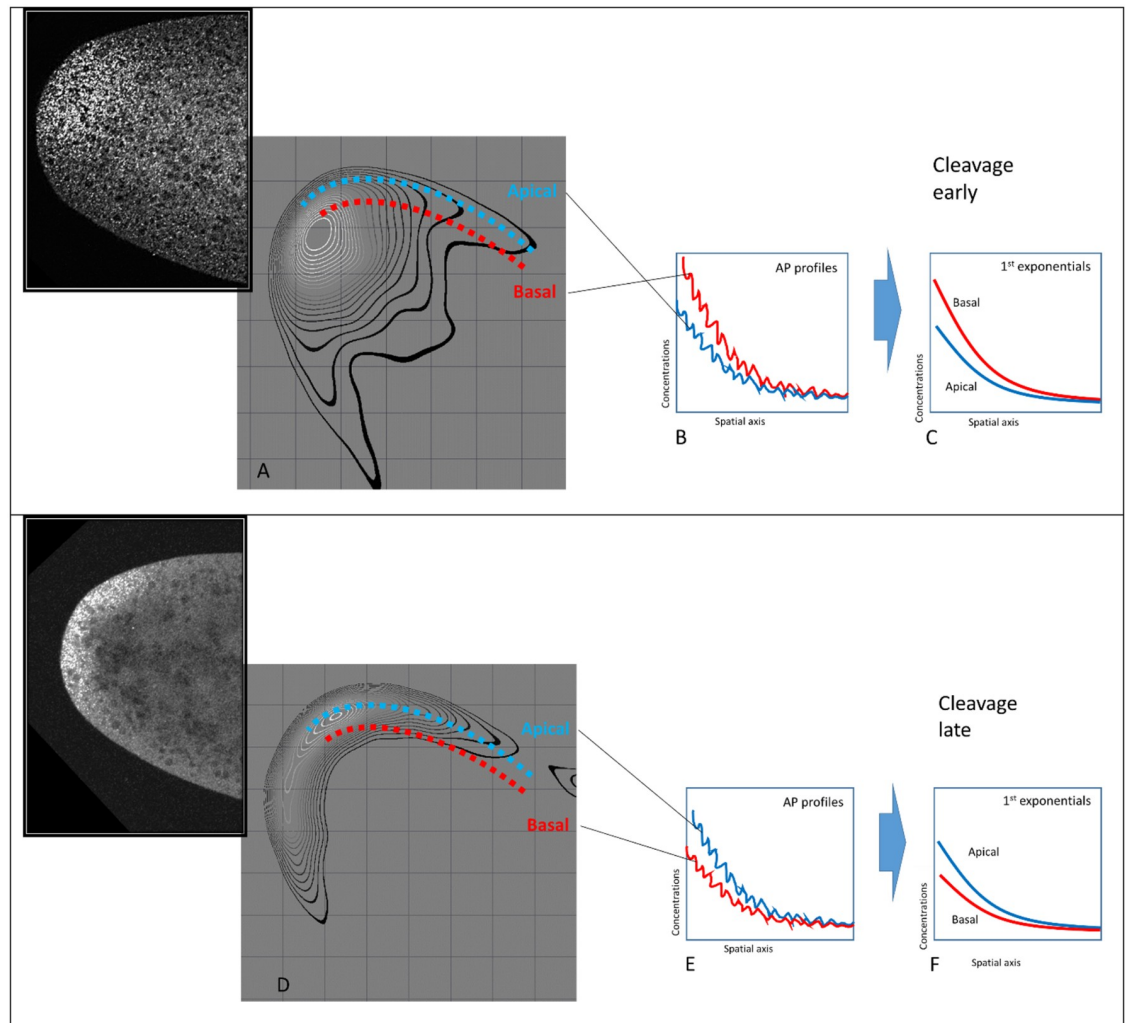 Apical
Basal
A
AP profiles
Concentrations
Spatial axis
B
Cleavage
early
1st exponentials
Basal
Apical
Concentrations
Spatial axis
C
Apical
Basal
D
AP profiles
Concentrations
Spatial axis
E
Cleavage
late
1st exponentials
Apical
Basal
Concentrations
Spatial axis
F